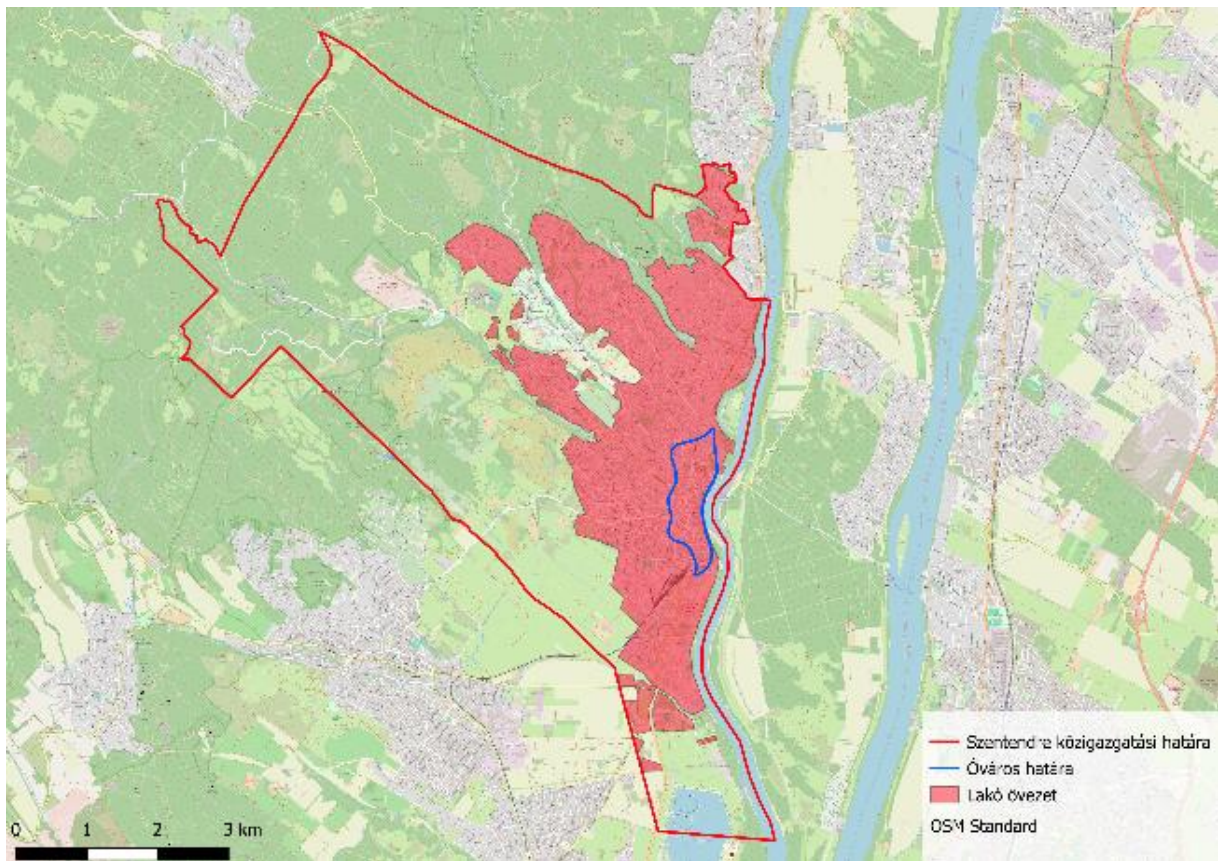 Szentendre közigazgatási határa
Óváros határa
Lakó övezet
OSM Standard
0 1 2 3 km